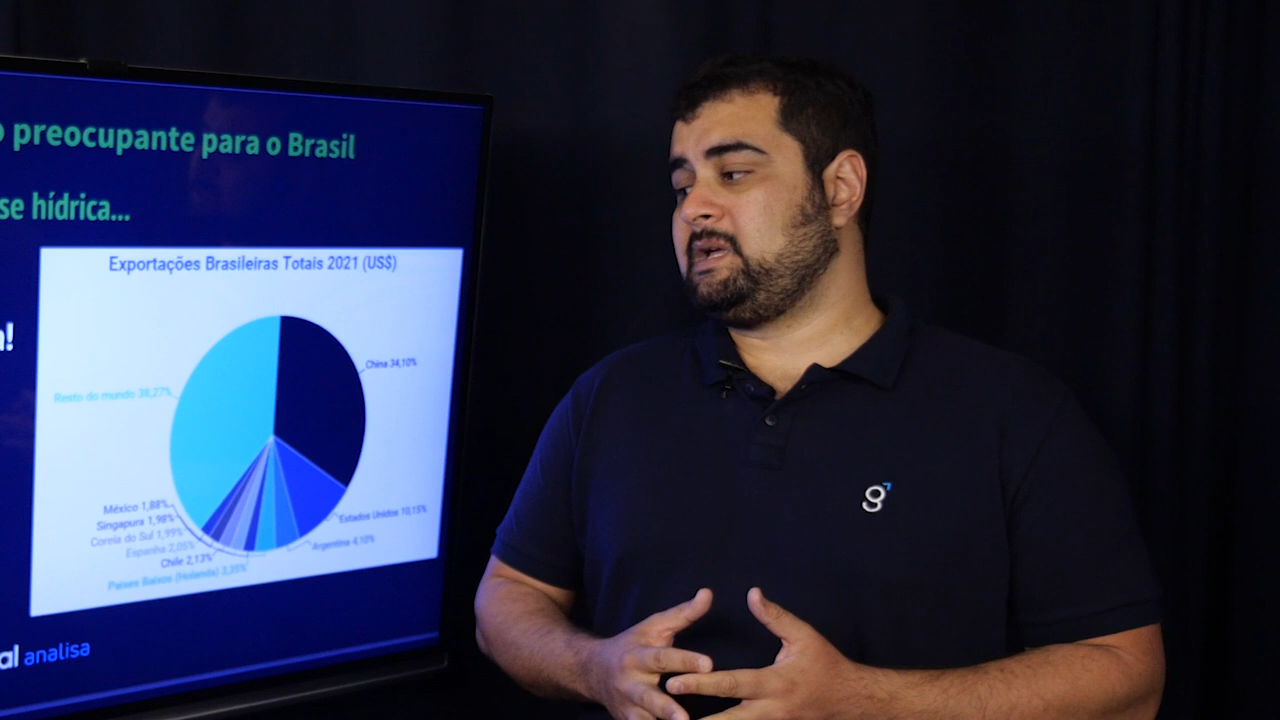 o preocupante para o Brasil
se hídrica...
a!
Exportações Brasileiras Totais 2021 (US$)
China 34,10%
Resto do mundo 38,27%
México 1,88%
Singapura 1,98%
Estados Unidos 10,15%
Coreia do Sul 1,99%
Argentina 4,10%
Espanha 2,05%
Chile 2,13%
Países Baixos (Holanda) 3,35%
al analisa
g